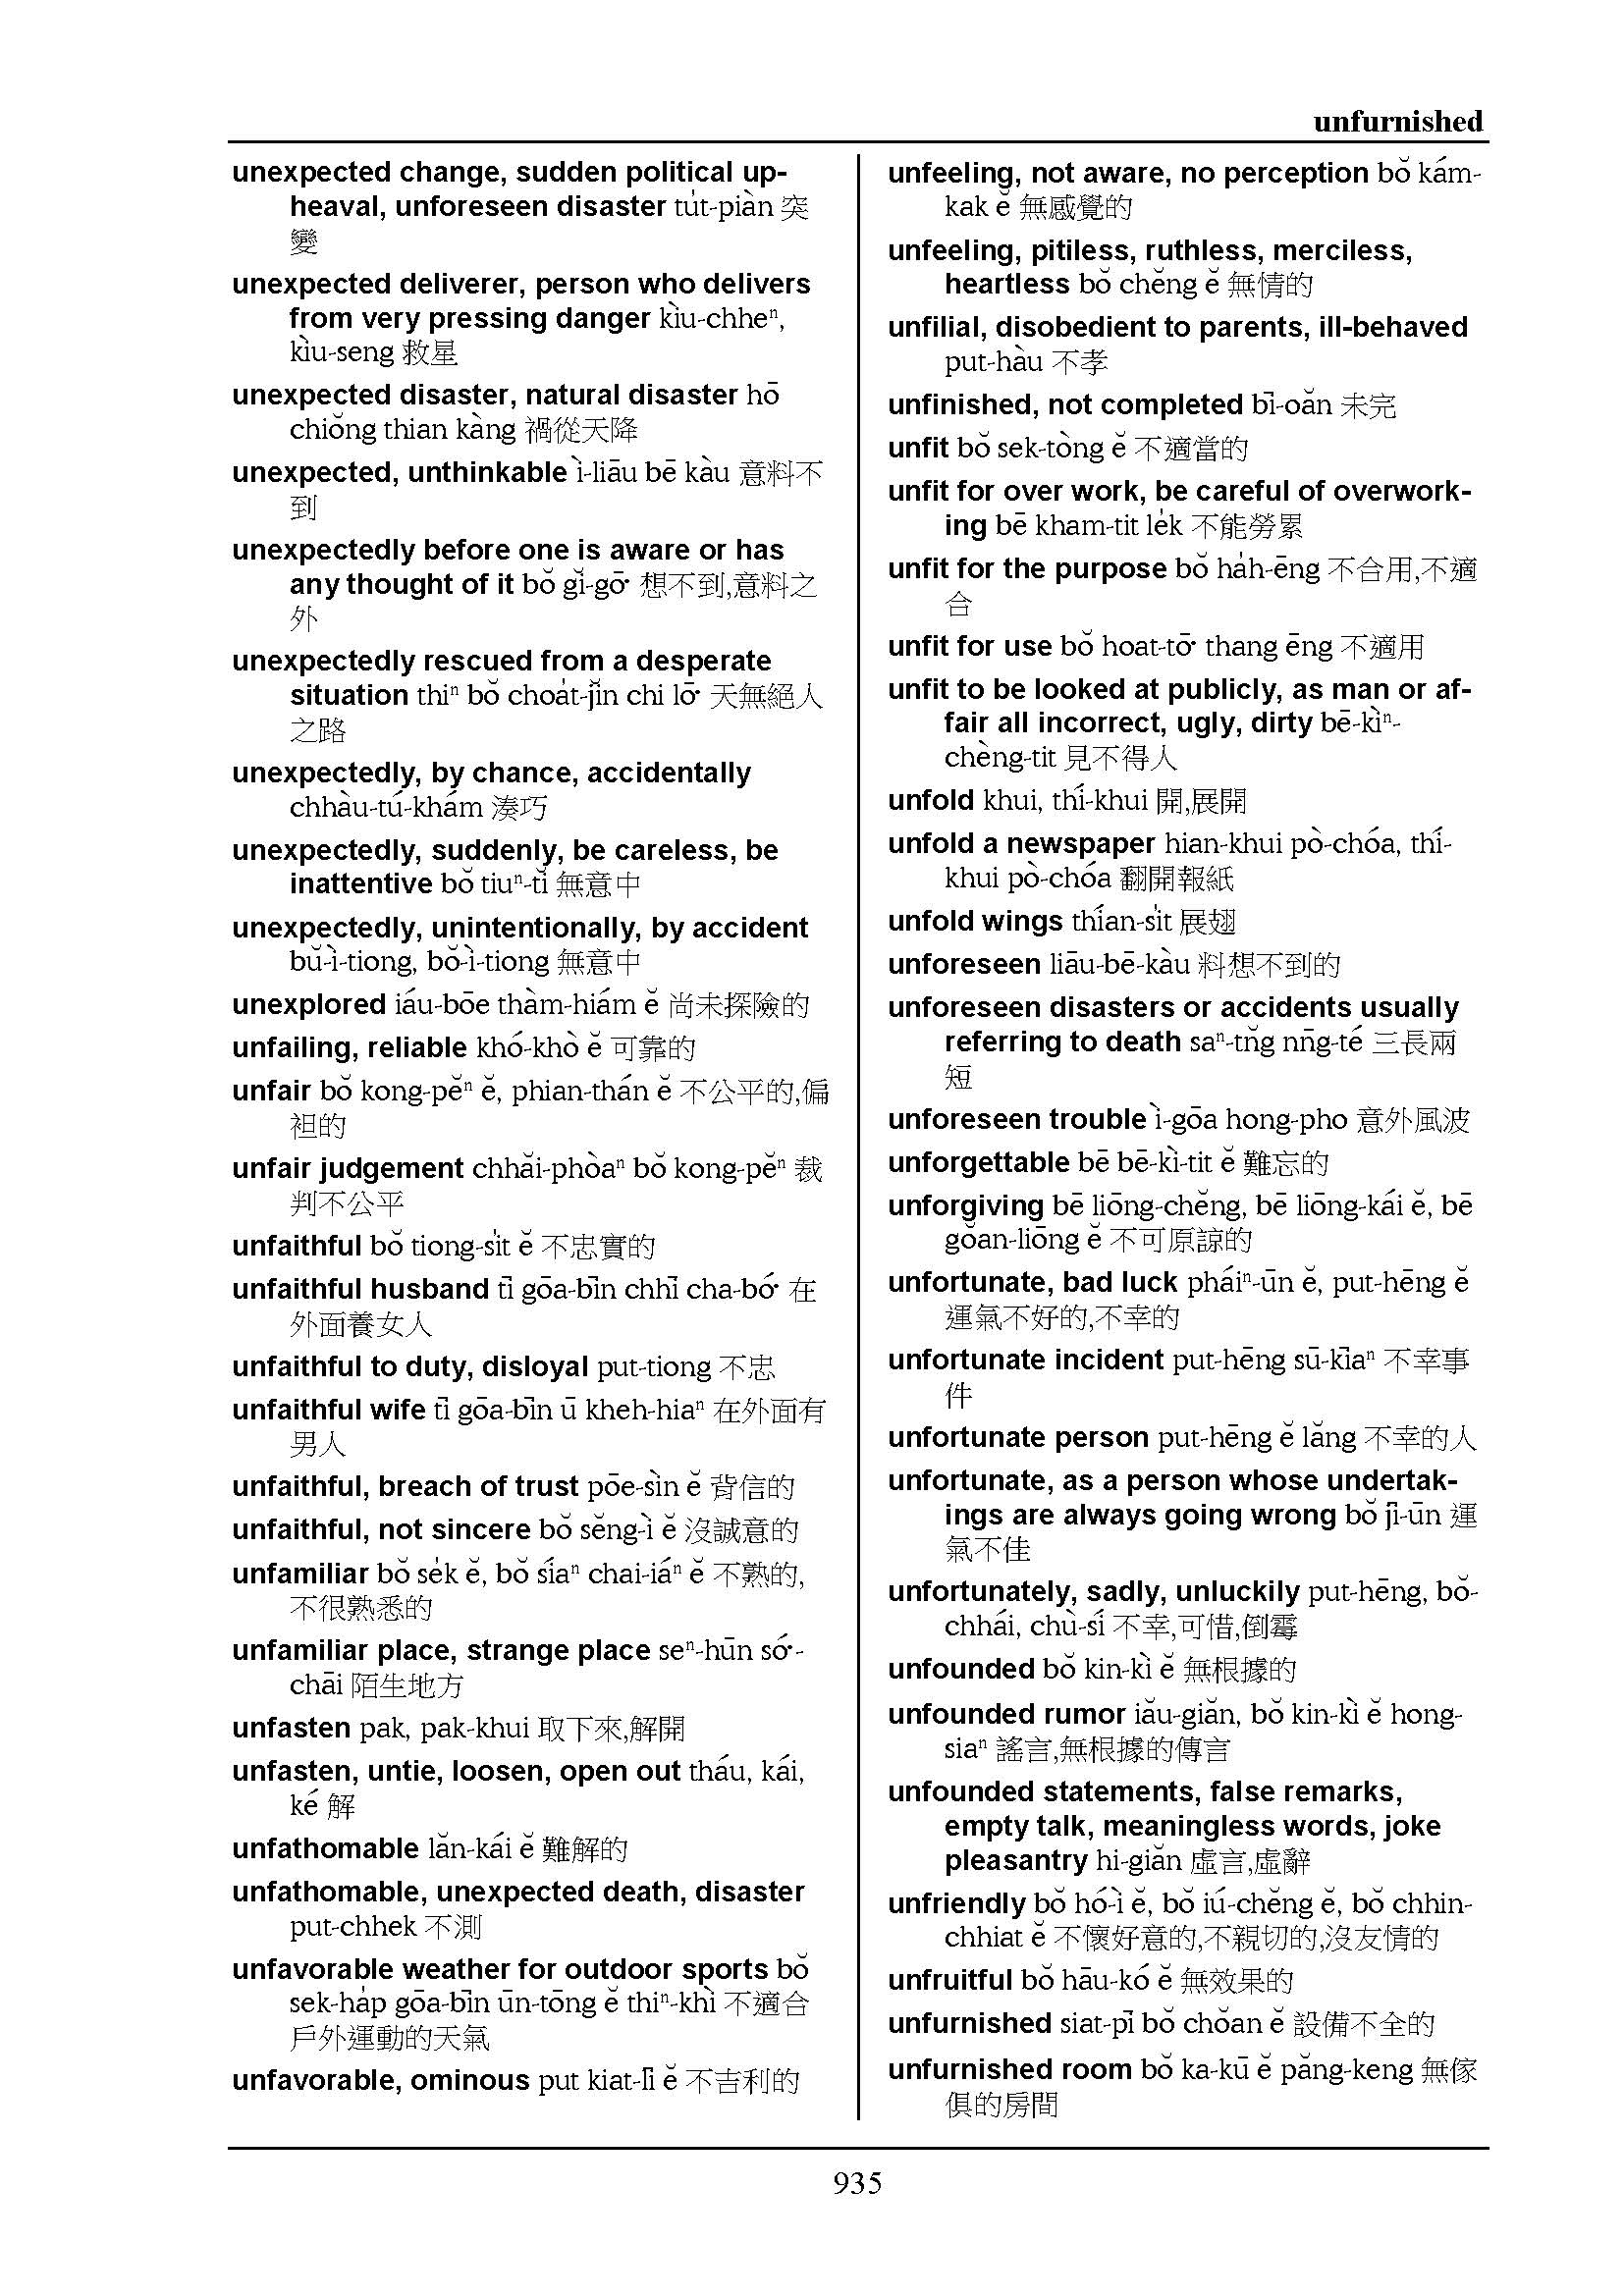 unfurnished
unexpected change, sudden political up-
heaval, unforeseen disaster tu̍t-piàn 突
變
unexpected deliverer, person who delivers
from very pressing danger kìu-chheⁿ,
kìu-seng 救星
unexpected disaster, natural disaster hō
chiŏng thian kàng 禍從天降
unexpected, unthinkable ì-liāu bē kàu 意料不
到
unexpectedly before one is aware or has
any thought of it bŏ gĭ-gō͘ 想不到,意料之
外
unexpectedly rescued from a desperate
situation thiⁿ bŏ choa̍t-jĭn chi lō͘ 天無絕人
之路
unexpectedly, by chance, accidentally
chhàu-tú-khám 湊巧
unexpectedly, suddenly, be careless, be
inattentive bŏ tiuⁿ-tĭ 無意中
unexpectedly, unintentionally, by accident
bŭ-ì-tiong, bŏ-ì-tiong 無意中
unexplored iáu-bōe thàm-hiám ĕ 尚未探險的
unfailing, reliable khó-khò ĕ 可靠的
unfair bŏ kong-pĕⁿ ĕ, phian-thán ĕ 不公平的,偏
袒的
unfair judgement chhăi-phòaⁿ bŏ kong-pĕⁿ 裁
判不公平
unfaithful bŏ tiong-si̍t ĕ 不忠實的
unfaithful husband tī gōa-bīn chhī cha-bó͘ 在
外面養女人
unfaithful to duty, disloyal put-tiong 不忠
unfaithful wife tī gōa-bīn ū kheh-hiaⁿ 在外面有
男人
unfaithful, breach of trust pōe-sìn ĕ 背信的
unfaithful, not sincere bŏ sĕng-ì ĕ 沒誠意的
unfamiliar bŏ se̍k ĕ, bŏ síaⁿ chai-iáⁿ ĕ 不熟的,
不很熟悉的
unfamiliar place, strange place seⁿ-hūn só͘-
chāi 陌生地方
unfasten pak, pak-khui 取下來,解開
unfasten, untie, loosen, open out tháu, kái,
ké 解
unfathomable lăn-kái ĕ 難解的
unfathomable, unexpected death, disaster
put-chhek 不測
unfavorable weather for outdoor sports bŏ
sek-ha̍p gōa-bīn ūn-tōng ĕ thiⁿ-khì 不適合
戶外運動的天氣
unfavorable, ominous put kiat-lī ĕ 不吉利的
unfeeling, not aware, no perception bŏ kám-
kak ĕ 無感覺的
unfeeling, pitiless, ruthless, merciless,
heartless bŏ chĕng ĕ 無情的
unfilial, disobedient to parents, ill-behaved
put-hàu 不孝
unfinished, not completed bī-oăn 未完
unfit bŏ sek-tòng ĕ 不適當的
unfit for over work, be careful of overwork-
ing bē kham-tit le̍k 不能勞累
unfit for the purpose bŏ ha̍h-ēng 不合用,不適
合
unfit for use bŏ hoat-tō͘ thang ēng 不適用
unfit to be looked at publicly, as man or af-
fair all incorrect, ugly, dirty bē-kìⁿ-
chèng-tit 見不得人
unfold khui, thí-khui 開,展開
unfold a newspaper hian-khui pò-chóa, thí-
khui pò-chóa 翻開報紙
unfold wings thían-si̍t 展翅
unforeseen liāu-bē-kàu 料想不到的
unforeseen disasters or accidents usually
referring to death saⁿ-tn̆g nn̄g-té 三長兩
短
unforeseen trouble ì-gōa hong-pho 意外風波
unforgettable bē bē-kì-tit ĕ 難忘的
unforgiving bē liōng-chĕng, bē liōng-kái ĕ, bē
gŏan-liōng ĕ 不可原諒的
unfortunate, bad luck pháiⁿ-ūn ĕ, put-hēng ĕ
運氣不好的,不幸的
unfortunate incident put-hēng sū-kīaⁿ 不幸事
件
unfortunate person put-hēng ĕ lăng 不幸的人
unfortunate, as a person whose undertak-
ings are always going wrong bŏ jī-ūn 運
氣不佳
unfortunately, sadly, unluckily put-hēng, bŏ-
chhái, chù-sí 不幸,可惜,倒霉
unfounded bŏ kin-kì ĕ 無根據的
unfounded rumor iău-giăn, bŏ kin-kì ĕ hong-
siaⁿ 謠言,無根據的傳言
unfounded statements, false remarks,
empty talk, meaningless words, joke
pleasantry hi-giăn 虛言,虛辭
unfriendly bŏ hó-ì ĕ, bŏ iú-chĕng ĕ, bŏ chhin-
chhiat ĕ 不懷好意的,不親切的,沒友情的
unfruitful bŏ hāu-kó ĕ 無效果的
unfurnished siat-pī bŏ chŏan ĕ 設備不全的
unfurnished room bŏ ka-kū ĕ păng-keng 無傢
俱的房間
935